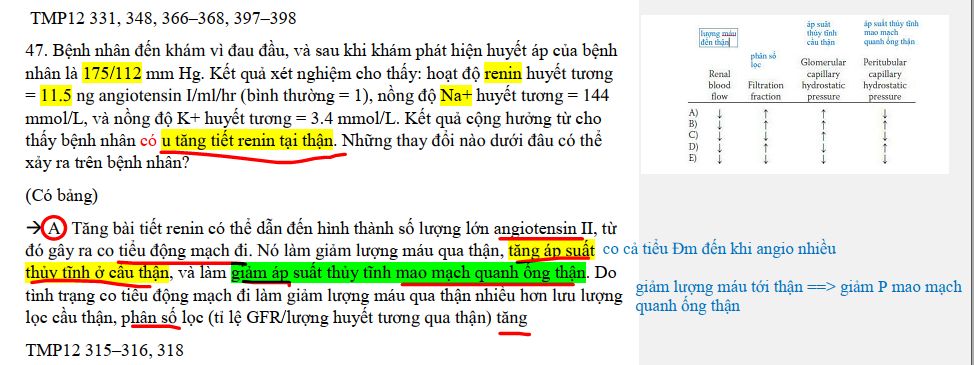 TMP12 331, 348, 366–368, 397–398
47. Bệnh nhân đến khám vì đau đầu, và sau khi khám phát hiện huyết áp của bệnh
nhân là 175/112 mm Hg. Kết quả xét nghiệm cho thấy: hoạt độ renin huyết tương
= 11.5 ng angiotensin I/ml/hr (bình thường = 1), nồng độ Na+ huyết tương = 144
mmol/L, và nồng độ K+ huyết tương = 3.4 mmol/L. Kết quả cộng hưởng từ cho
thấy bệnh nhân có u tăng tiết renin tại thận. Những thay đổi nào dưới đâu có thể
xảy ra trên bệnh nhân?
(Có bảng)
→ A Tăng bài tiết renin có thể dẫn đến hình thành số lượng lớn angiotensin II, từ
đó gây ra co tiểu động mạch đi. Nó làm giảm lượng máu qua thận, tăng áp suất
thủy tĩnh ở cầu thận, và làm giảm áp suất thủy tĩnh mao mạch quanh ống thận. Do
tình trạng co tiểu động mạch đi làm giảm lượng máu qua thận nhiều hơn lưu lượng
lọc cầu thận, phân số lọc (tỉ lệ GFR/lượng huyết tương qua thận) tăng
TMP12 315–316, 318
co cả tiểu Đm đến khi angio nhiều
giảm lượng máu tới thận ==> giảm P mao mạch
quanh ống thận
lượng máu
đến thận
phân số
lọc
áp suất
thủy tĩnh
cầu thận
áp suất thủy tĩnh
mao mạch
quanh ống thận
Renal
blood
flow
Filtration
fraction
Glomerular
capillary
hydrostatic
pressure
Peritubular
capillary
hydrostatic
pressure
A) ↓ ↑ ↑ ↓
B) ↓ ↑ ↑ ↑
C) ↓ ↑ ↓ ↑
D) ↓ ↑ ↓ ↑
E) ↓ ↓ ↓ ↓